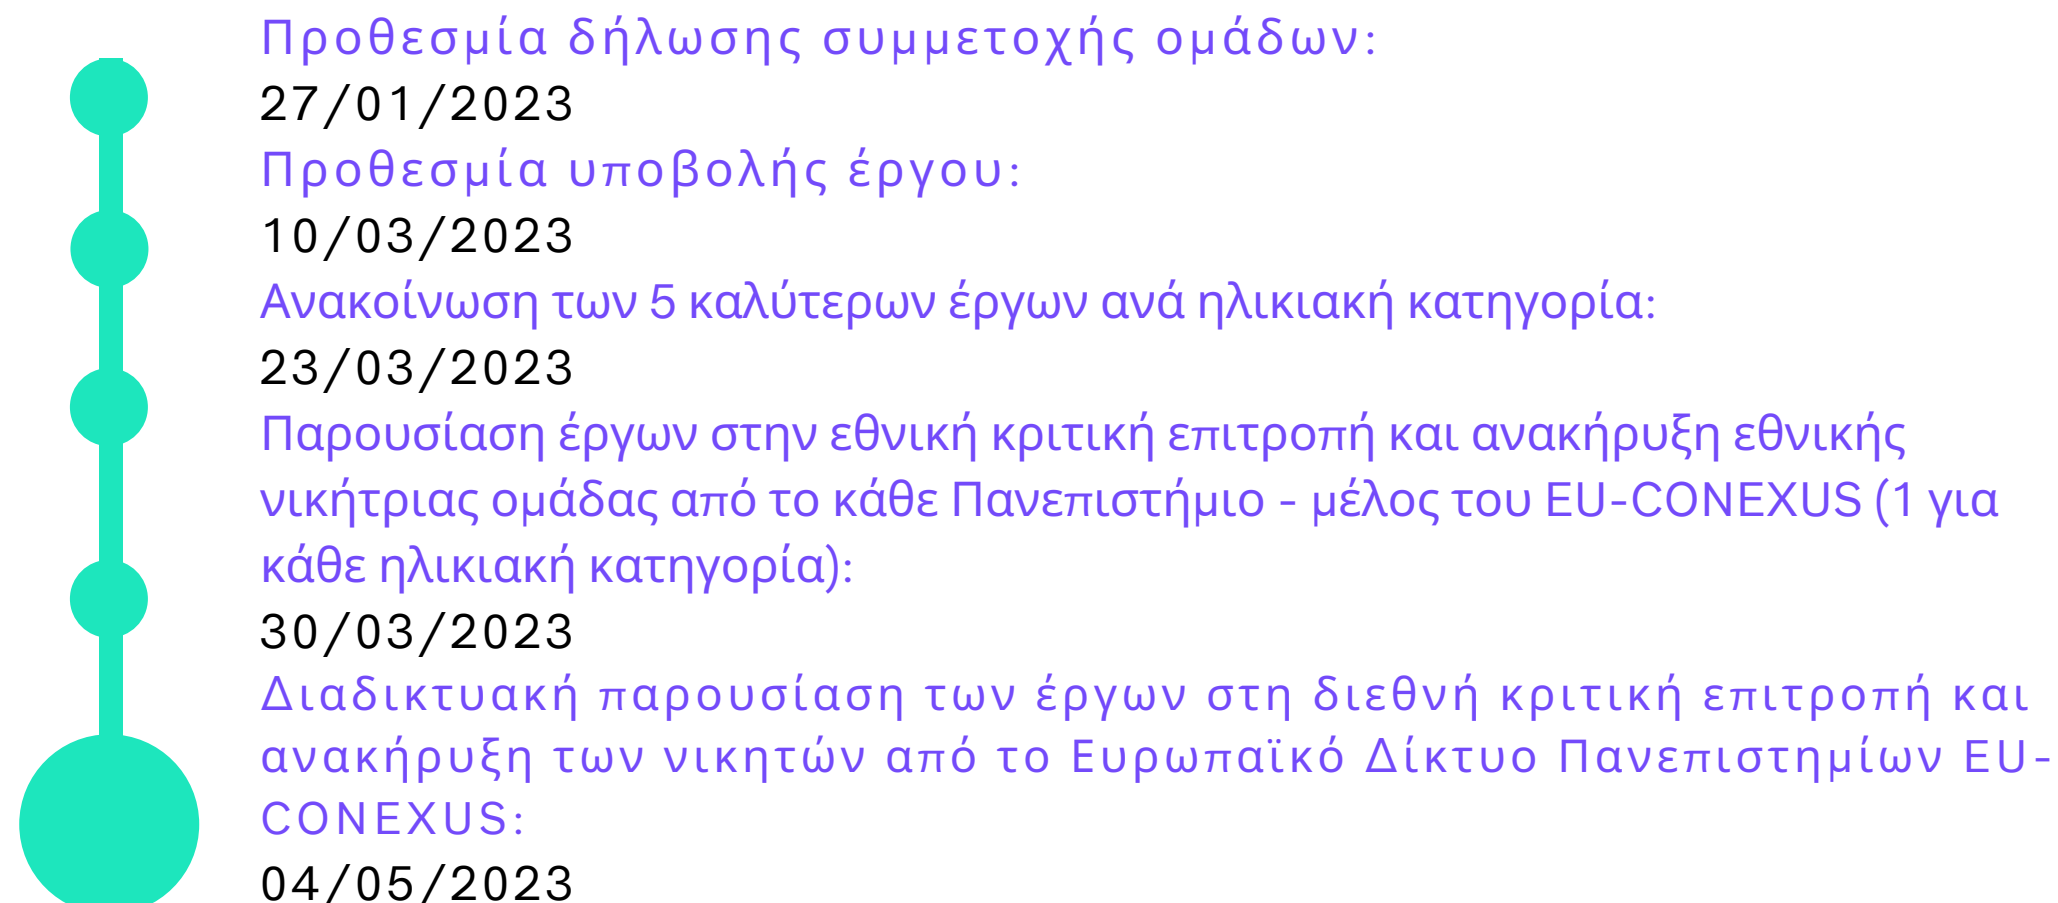 Προθεσμία δήλωσης συμμετοχής ομάδων:
27/01/2023
Προθεσμία υποβολής έργου:
10/03/2023
Ανακοίνωση των 5 καλύτερων έργων ανά ηλικιακή κατηγορία:
23/03/2023
Παρουσίαση έργων στην εθνική κριτική επιτροπή και ανακήρυξη εθνικής
νικήτριας ομάδας από το κάθε Πανεπιστήμιο - μέλος του EU-CONEXUS (1 για
κάθε ηλικιακή κατηγορία):
30/03/2023
Διαδικτυακή παρουσίαση των έργων στη διεθνή κριτική επιτροπή και
ανακήρυξη των νικητών από το Ευρωπαϊκό Δίκτυο Πανεπιστημίων EU-
CONEXUS:
04/05/2023